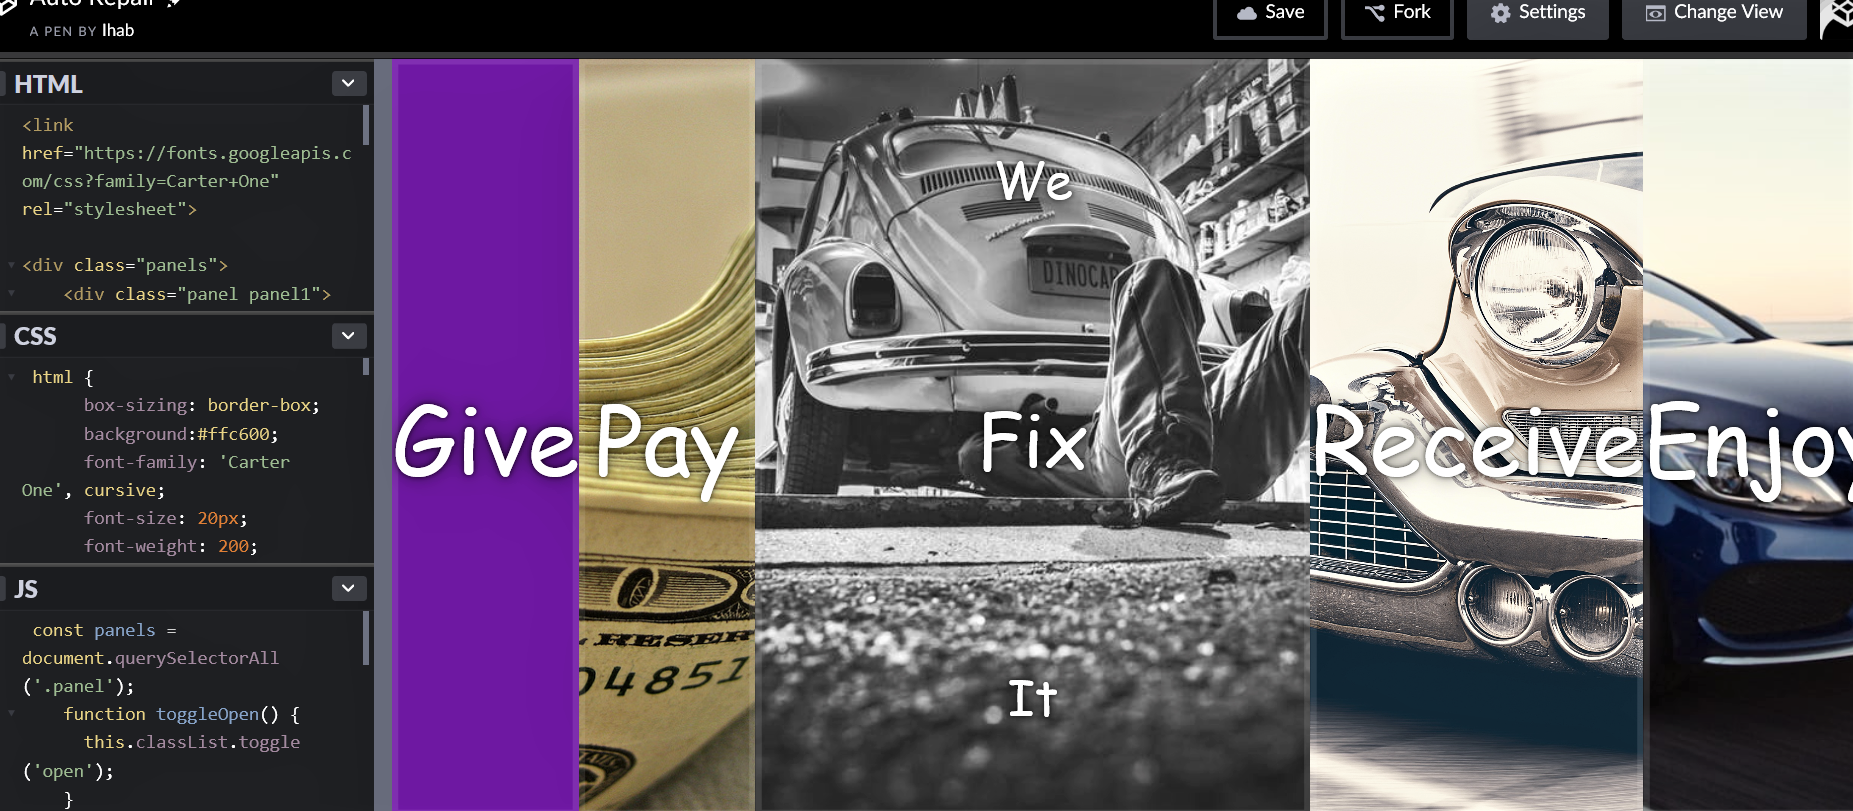 Auto Repair
A PEN BY Ihab
Save
Fork
Settings
Change View
HTML
<link
href="https://fonts.googleapis.c
om/css?family=Carter+One"
rel="stylesheet">
<div class="panels">
<div class="panel panel1">
CSS
html {
box-sizing: border-box;
background:#ffc600;
font-family: 'Carter
One', cursive;
font-size: 20px;
font-weight: 200;
JS
const panels =
document.querySelectorAll
('.panel');
function toggleOpen() {
this.classList.toggle
('open');
}
Give
Pay
We
DINOCAR
Fix
It
Receive
Enjoy
RESER
04851